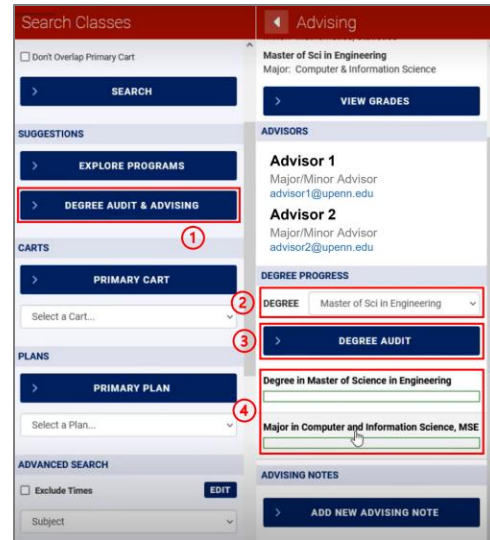 Search Classes
Don't Overlap Primary Cart
SEARCH
SUGGESTIONS
EXPLORE PROGRAMS
DEGREE AUDIT & ADVISING
1
CARTS
PRIMARY CART
Select a Cart...
PLANS
PRIMARY PLAN
Select a Plan...
ADVANCED SEARCH
Exclude Times
EDIT
Subject
Advising
Master of Sci in Engineering
Major: Computer & Information Science
VIEW GRADES
ADVISORS
Advisor 1
Major/Minor Advisor
advisor1@upenn.edu
Advisor 2
Major/Minor Advisor
advisor2@upenn.edu
DEGREE PROGRESS
2
DEGREE Master of Sci in Engineering
3
DEGREE AUDIT
Degree in Master of Science in Engineering
4
Major in Computer and Information Science, MSE
ADVISING NOTES
ADD NEW ADVISING NOTE